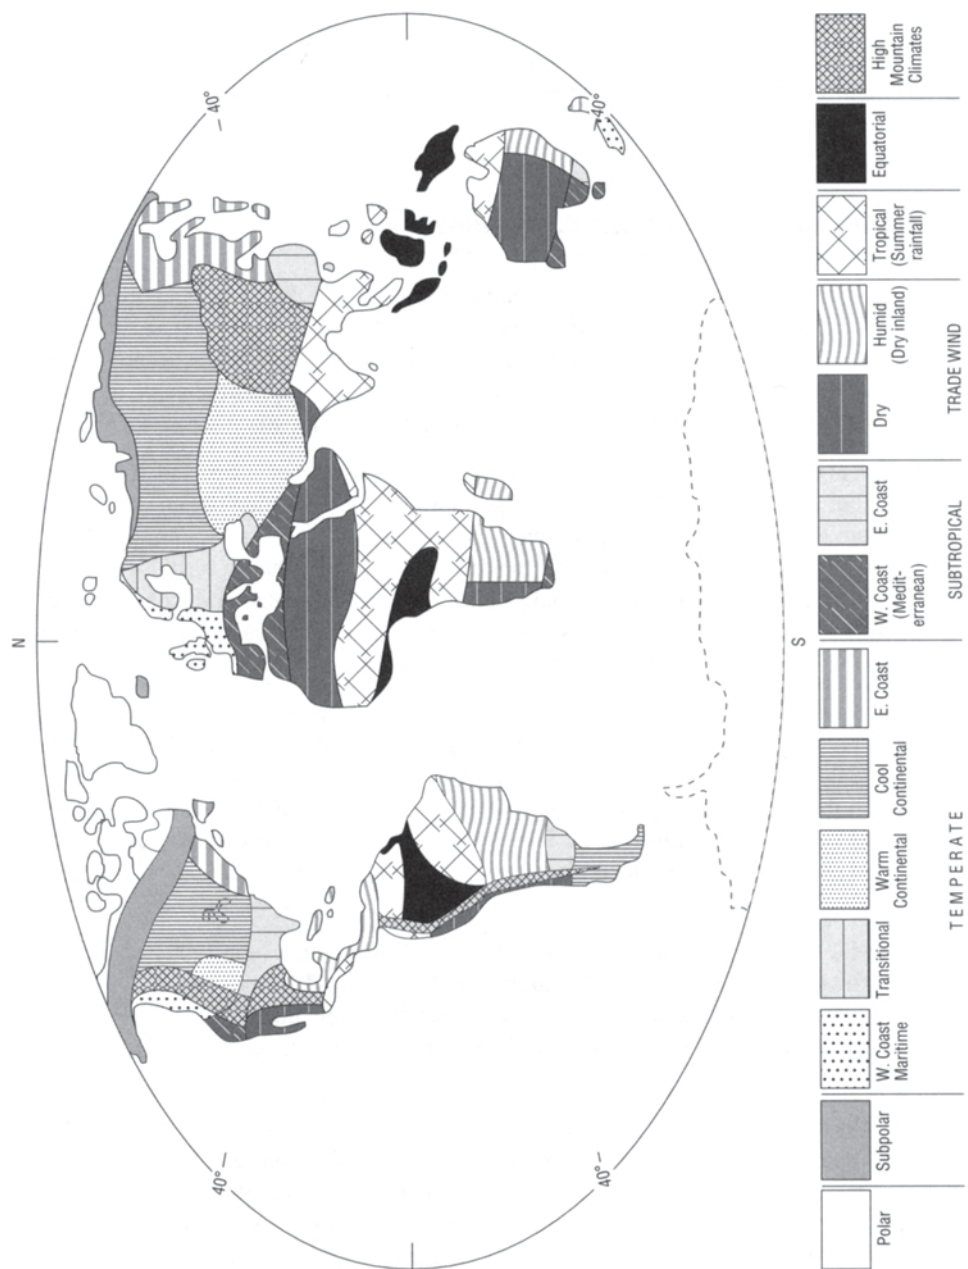 N
40°
40°
40°
40°
S
Polar
Subpolar
W. Coast
Maritime
Transitional
Warm
Continental
Cool
Continental
E. Coast
TEMPERATE
W. Coast
(Medit-
erranean)
E. Coast
SUBTROPICAL
Dry
Humid
(Dry inland)
TRADE WIND
Tropical
(Summer
rainfall)
Equatorial
High
Mountain
Climates